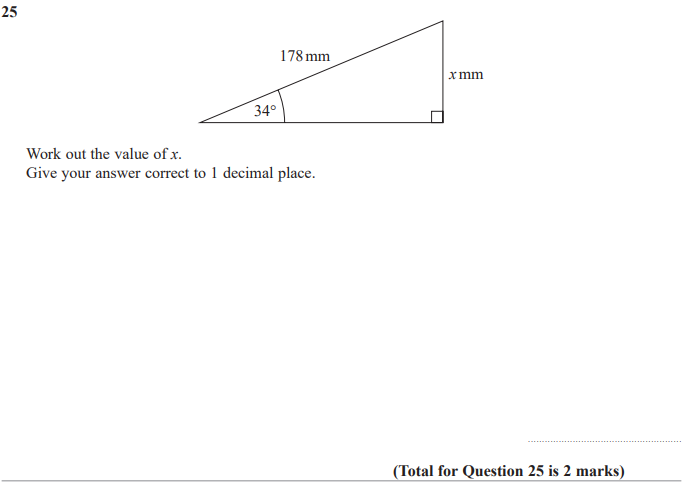 25
178 mm
x mm
34°
Work out the value of x.
Give your answer correct to 1 decimal place.
(Total for Question 25 is 2 marks)